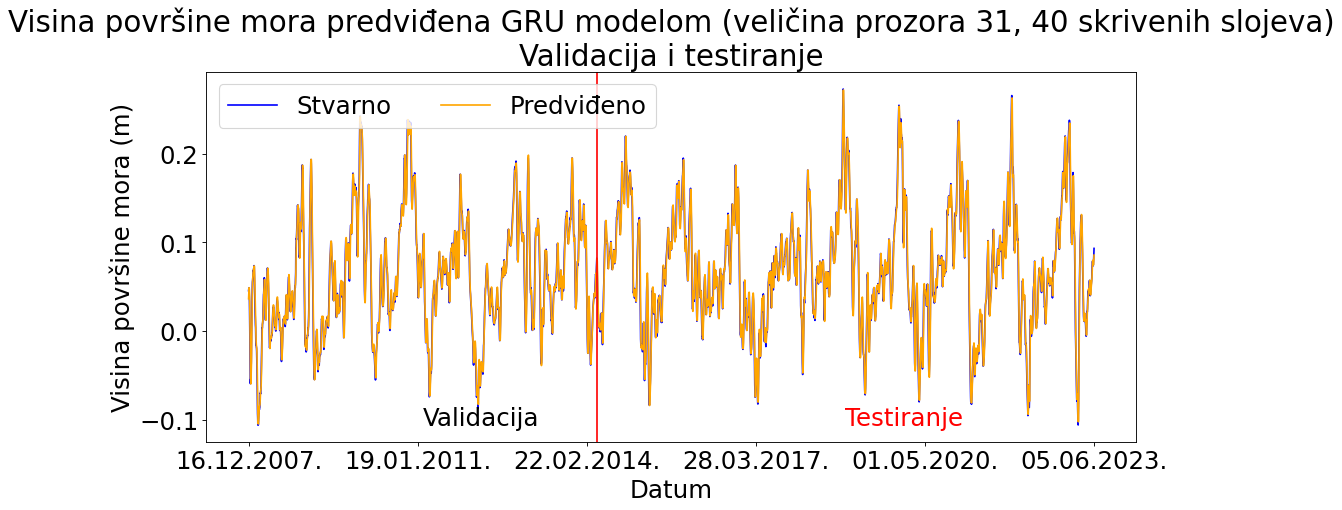 Visina površine mora predviđena GRU modelom (veličina prozora 31, 40 skrivenih slojeva)
Validacija i testiranje
Stvarno
Predviđeno
Visina površine mora (m)
0.2
0.1
0.0
−0.1
Validacija
Testiranje
16.12.2007.
19.01.2011.
22.02.2014.
28.03.2017.
01.05.2020.
05.06.2023.
Datum